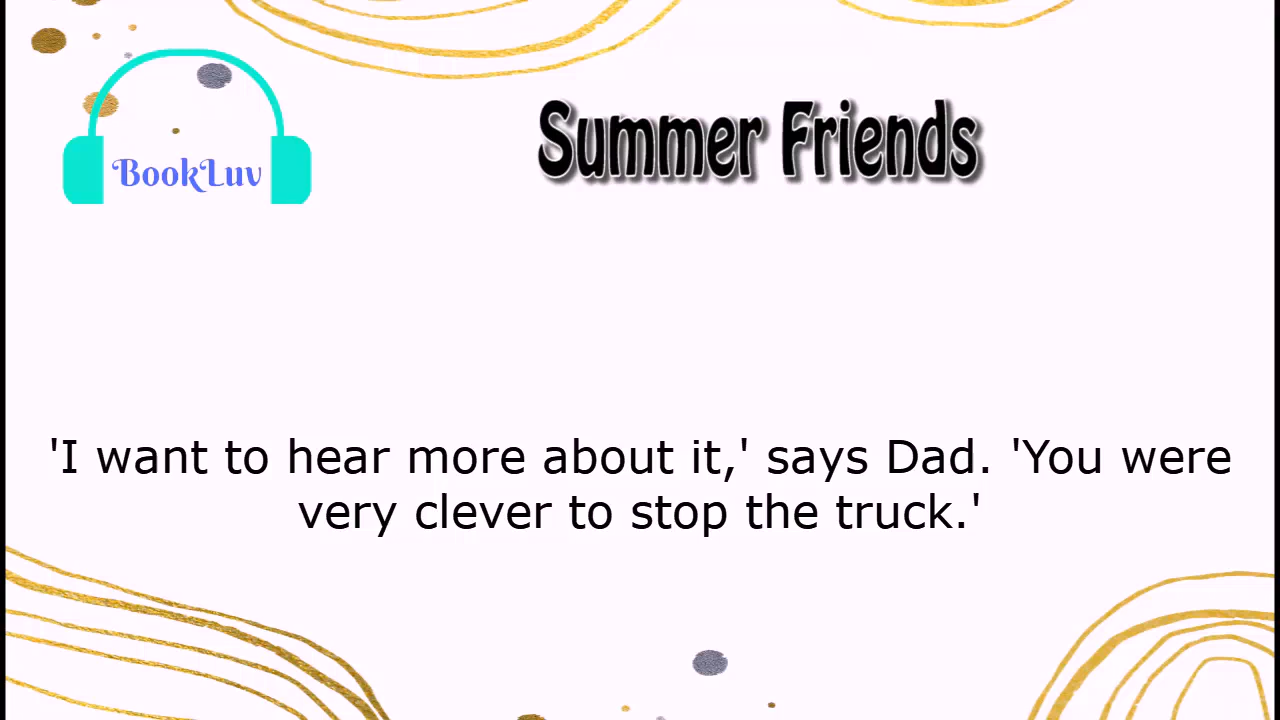 Summer Friends
BookLuv
'I want to hear more about it,' says Dad. 'You were
very clever to stop the truck.'